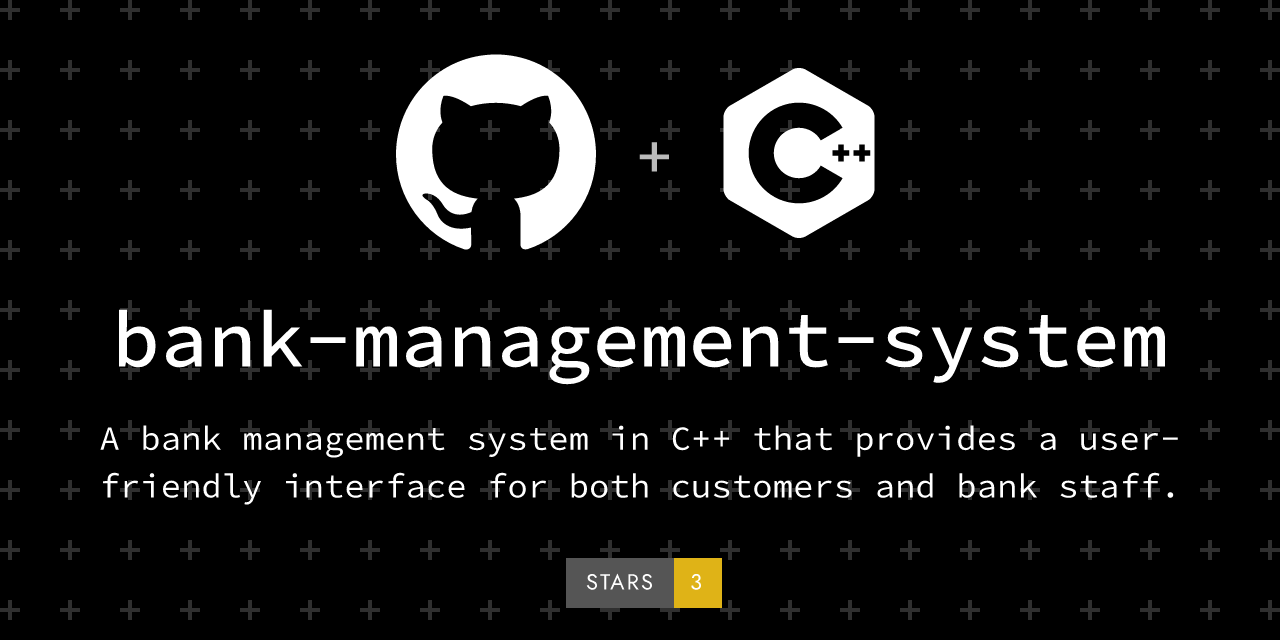 C++
+
bank-management-system
A bank management system in C++ that provides a user-
friendly interface for both customers and bank staff.
STARS 3